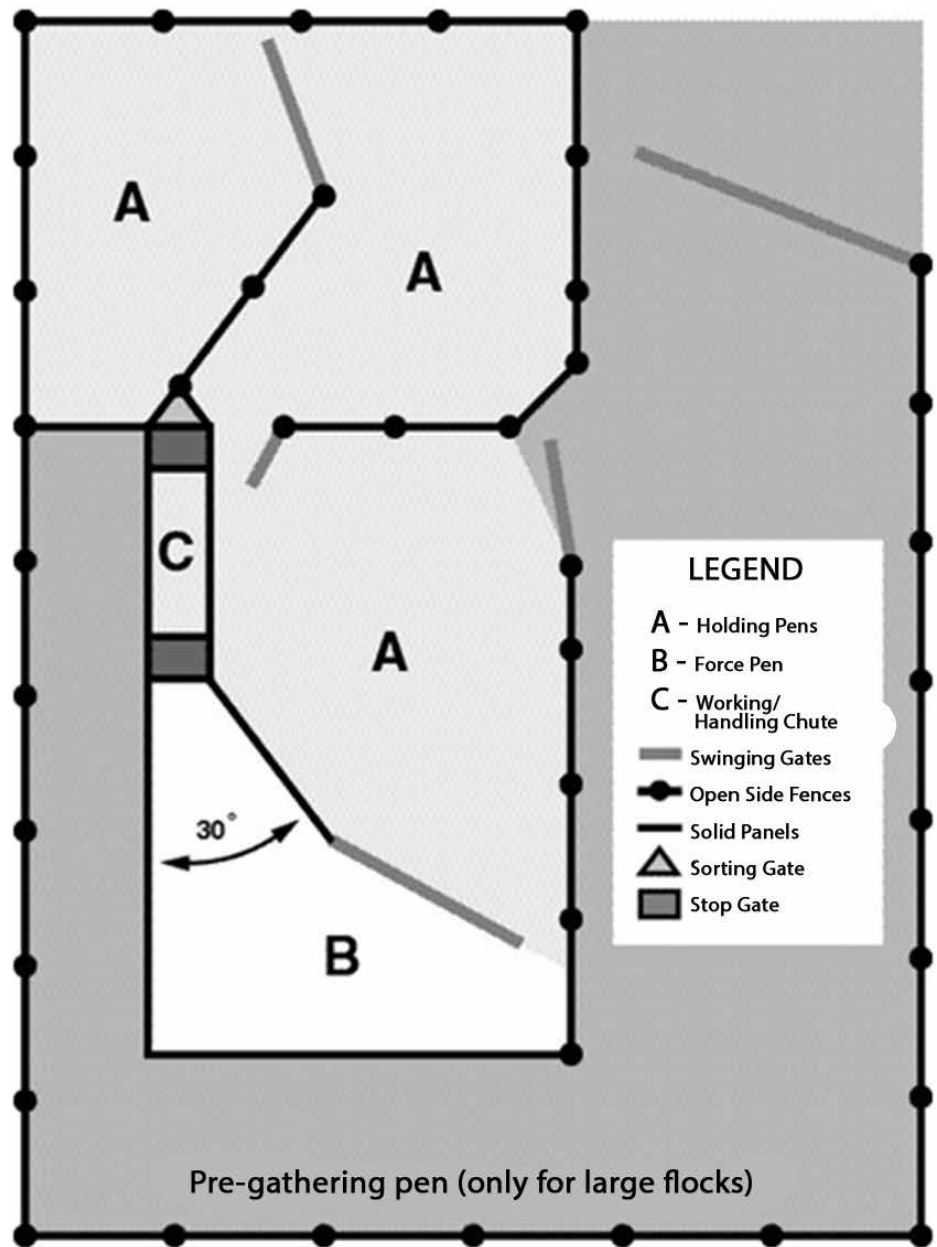 A
A
C
A
30°
B
LEGEND
A - Holding Pens
B - Force Pen
C - Working/
Handling Chute
Swinging Gates
Open Side Fences
Solid Panels
Sorting Gate
Stop Gate
Pre-gathering pen (only for large flocks)